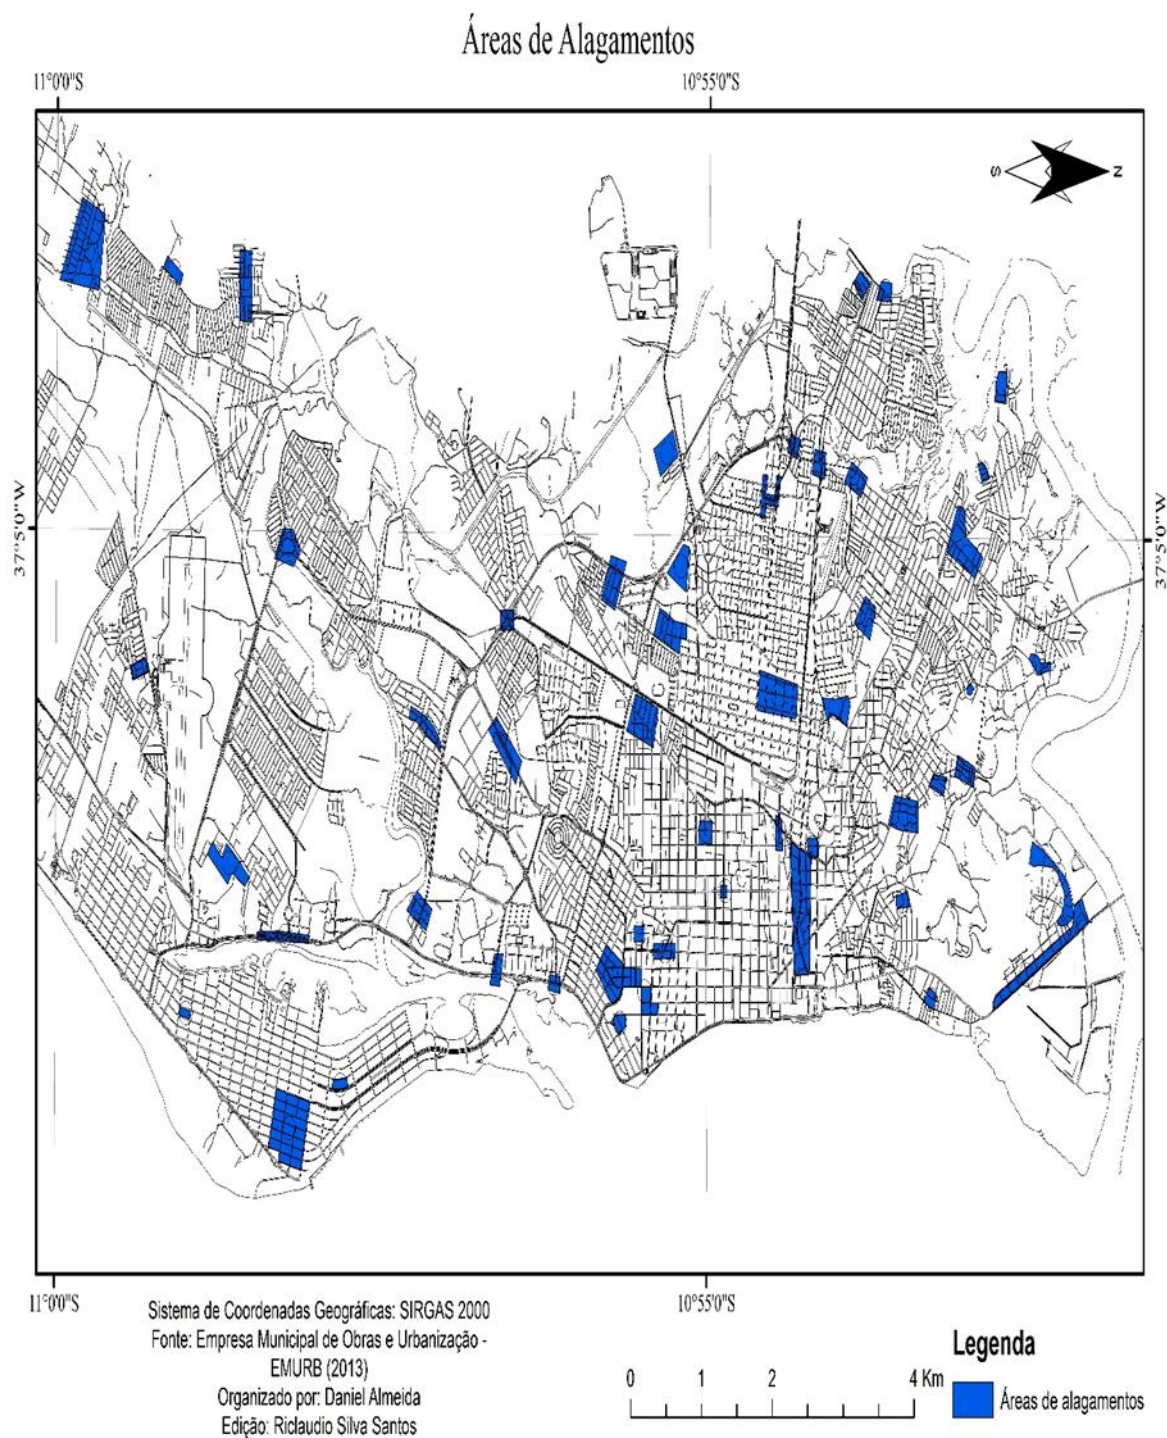 Áreas de Alagamentos
11°0'0"S
10°55'0"S
S
N
37°5'0"W
37°5'0"W
11°0'0"S
10°55'0"S
Sistema de Coordenadas Geográficas: SIRGAS 2000
Fonte: Empresa Municipal de Obras e Urbanização -
EMURB (2013)
Organizado por: Daniel Almeida
Edição: Riclaudio Silva Santos
0 1 2 4 Km
Legenda
Áreas de alagamentos